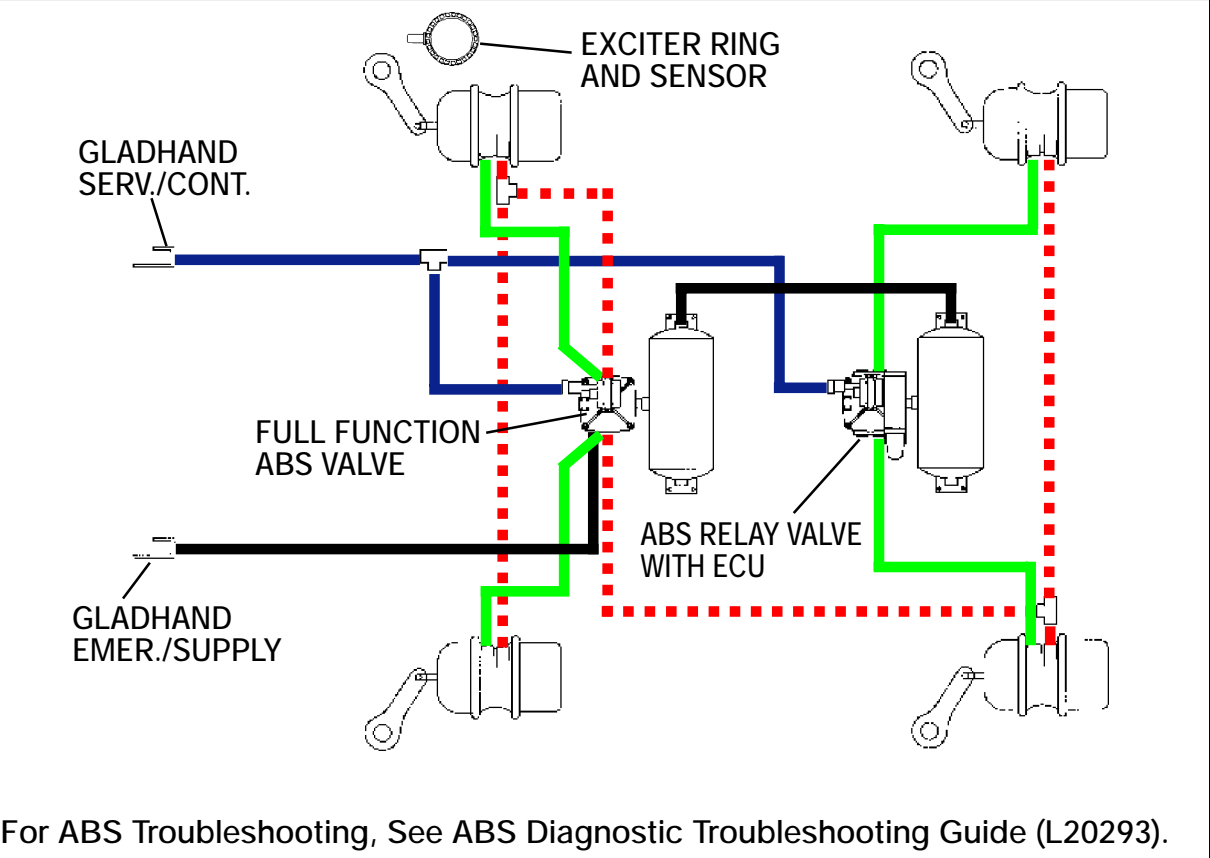 EXCITER RING
AND SENSOR
GLADHAND
SERV./CONT.
FULL FUNCTION
ABS VALVE
ABS RELAY VALVE
WITH ECU
GLADHAND
EMER./SUPPLY
For ABS Troubleshooting, See ABS Diagnostic Troubleshooting Guide (L20293).